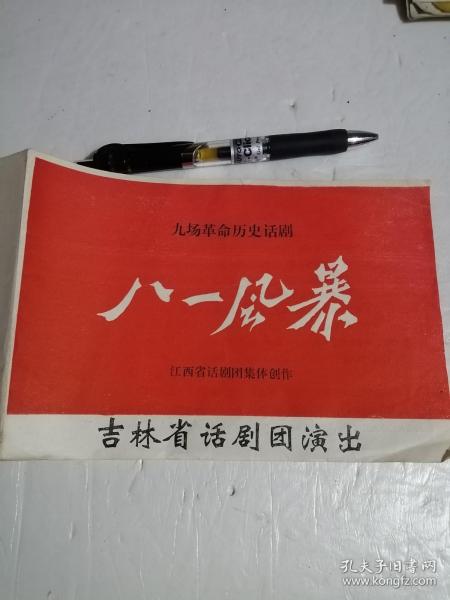 九场革命历史话剧
八一风暴
江西省话剧团集体创作
吉林省话剧团演出
孔夫子旧书网
www.kongfz.com